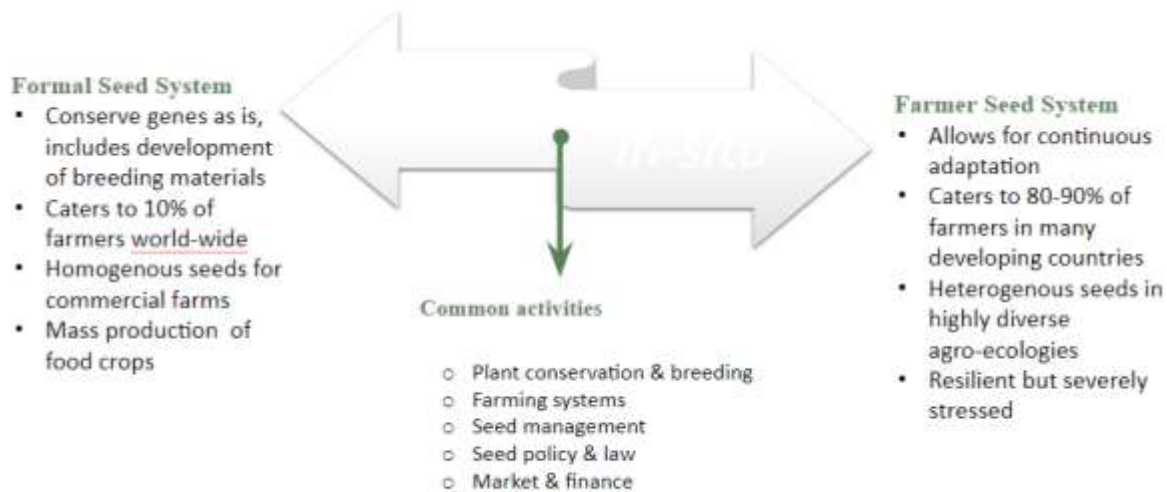 Formal Seed System
• Conserve genes as is,
includes development
of breeding materials
• Caters to 10% of
farmers world-wide
• Homogenous seeds for
commercial farms
• Mass production of
food crops
in-situ
Common activities
o Plant conservation & breeding
o Farming systems
o Seed management
o Seed policy & law
o Market & finance
Farmer Seed System
• Allows for continuous
adaptation
• Caters to 80-90% of
farmers in many
developing countries
• Heterogenous seeds in
highly diverse
agro-ecologies
• Resilient but severely
stressed